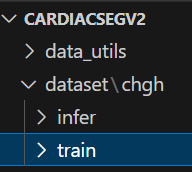 CARDIACSEGV2
data_utils
dataset\chgh
infer
train